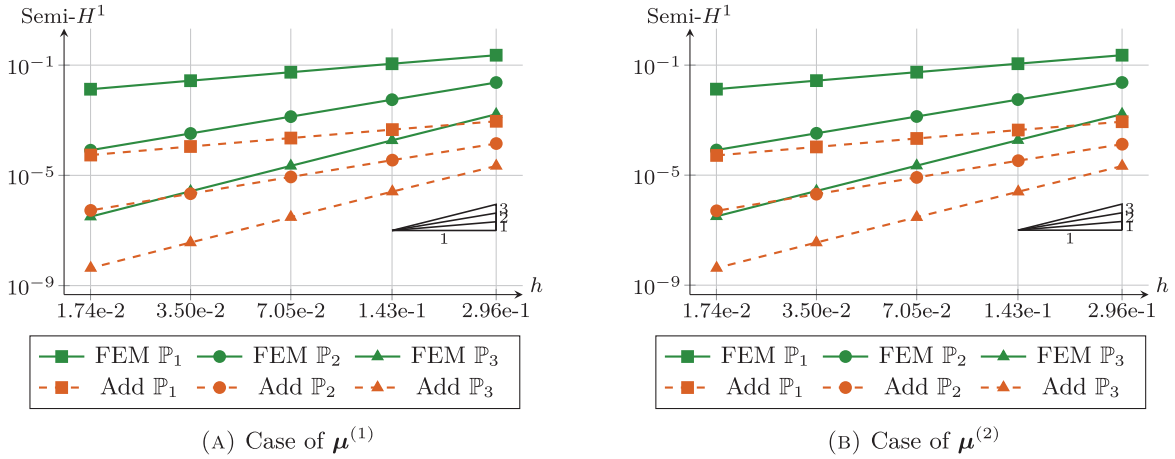 Semi-H¹
10⁻¹
10⁻⁵
10⁻⁹
3
2
1
1
h
1.74e-2 3.50e-2 7.05e-2 1.43e-1 2.96e-1
FEM ℙ₁ FEM ℙ₂ FEM ℙ₃
Add ℙ₁ Add ℙ₂ Add ℙ₃
(A) Case of 𝝁⁽¹⁾
Semi-H¹
10⁻¹
10⁻⁵
10⁻⁹
3
2
1
1
h
1.74e-2 3.50e-2 7.05e-2 1.43e-1 2.96e-1
FEM ℙ₁ FEM ℙ₂ FEM ℙ₃
Add ℙ₁ Add ℙ₂ Add ℙ₃
(B) Case of 𝝁⁽²⁾